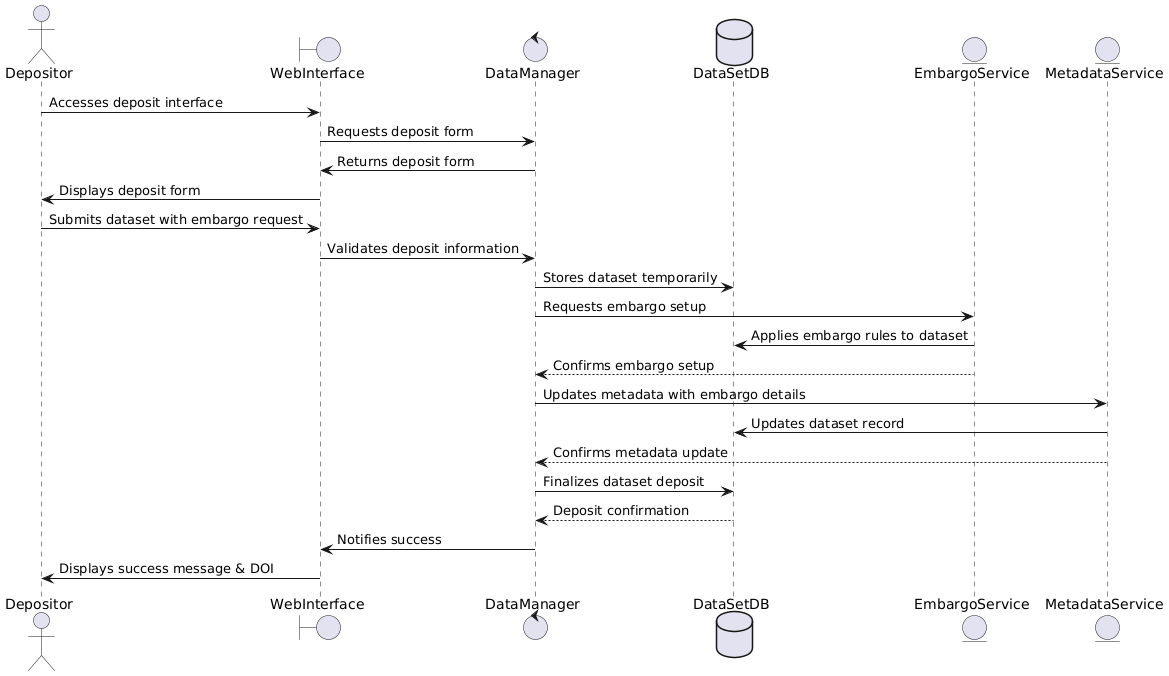 Depositor
WebInterface
DataManager
DataSetDB
EmbargoService
MetadataService
Accesses deposit interface
Requests deposit form
Returns deposit form
Displays deposit form
Submits dataset with embargo request
Validates deposit information
Stores dataset temporarily
Requests embargo setup
Applies embargo rules to dataset
Confirms embargo setup
Updates metadata with embargo details
Updates dataset record
Confirms metadata update
Finalizes dataset deposit
Deposit confirmation
Notifies success
Displays success message & DOI
Depositor
WebInterface
DataManager
DataSetDB
EmbargoService
MetadataService